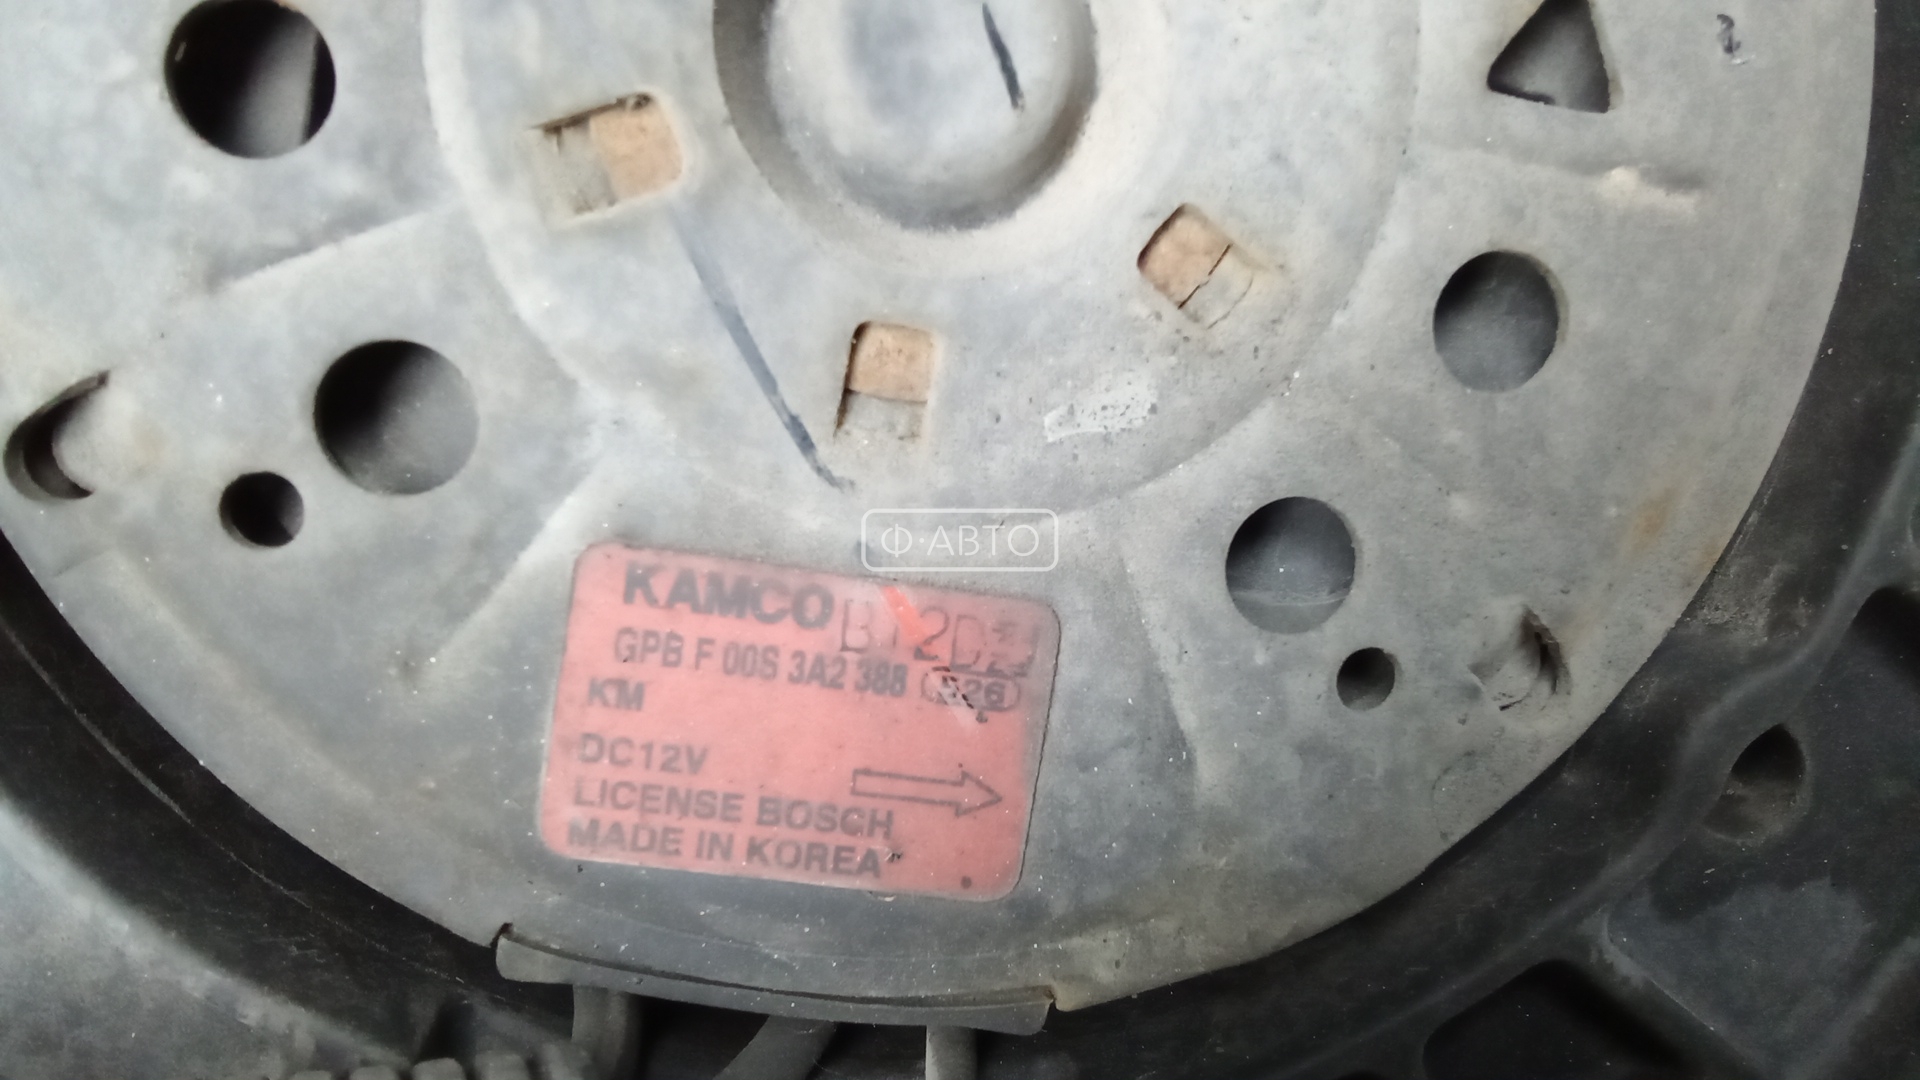 Ф·АВТО
KAMCO
GPB F 00S 3A2 388
KM
DC12V
LICENSE BOSCH
MADE IN KOREA